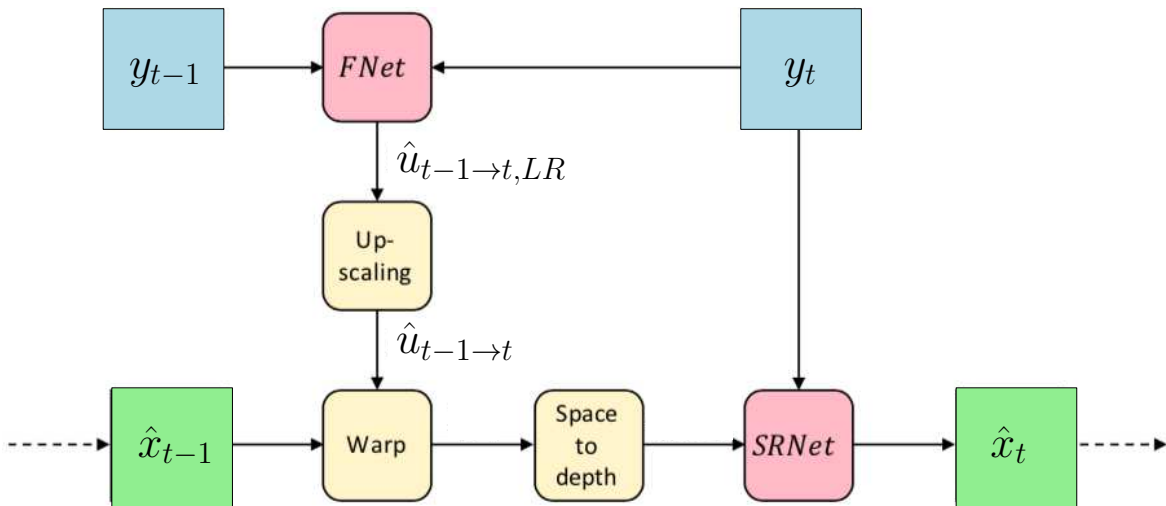 y_{t−1}
FNet
y_t
û_{t−1→t,LR}
Up-
scaling
û_{t−1→t}
x̂_{t−1}
Warp
Space
to
depth
SRNet
x̂_t